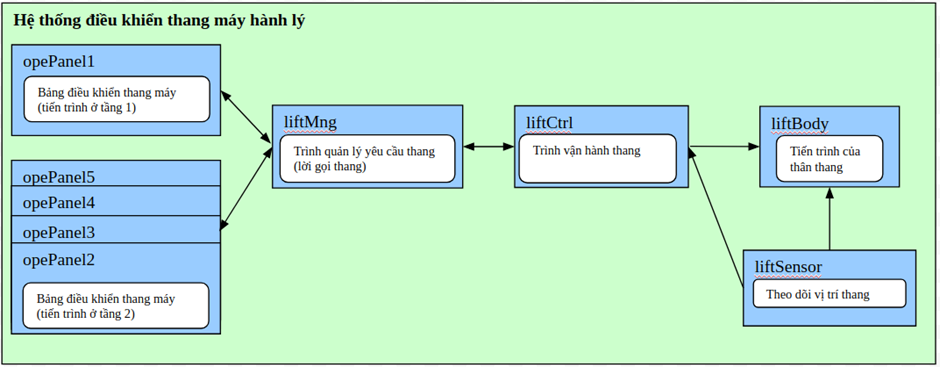 Hệ thống điều khiển thang máy hành lý
opePanel1
Bảng điều khiển thang máy
(tiến trình ở tầng 1)
opePanel5
opePanel4
opePanel3
opePanel2
Bảng điều khiển thang máy
(tiến trình ở tầng 2)
liftMng
Trình quản lý yêu cầu thang
(lời gọi thang)
liftCtrl
Trình vận hành thang
liftBody
Tiến trình của
thân thang
liftSensor
Theo dõi vị trí thang